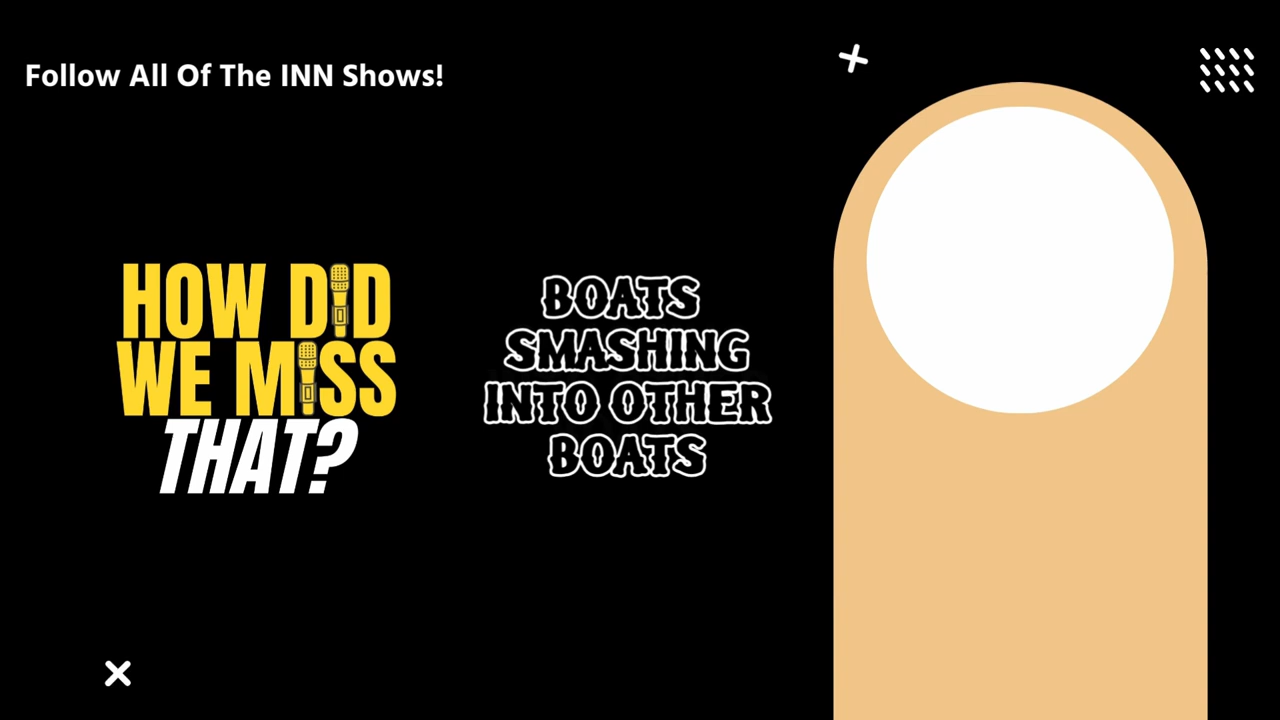 Follow All Of The INN Shows!
HOW DID
WE MISS
THAT?
BOATS
SMASHING
INTO OTHER
BOATS